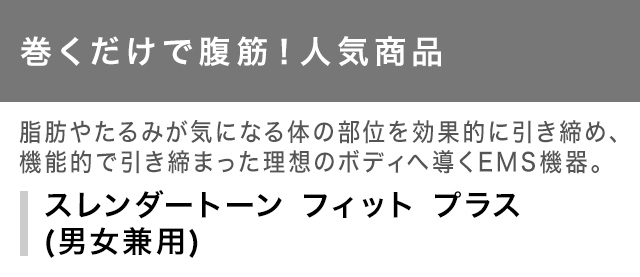 巻くだけで腹筋！人気商品
脂肪やたるみが気になる体の部位を効果的に引き締め、
機能的で引き締まった理想のボディへ導くEMS機器。
スレンダートーン フィット プラス
(男女兼用)